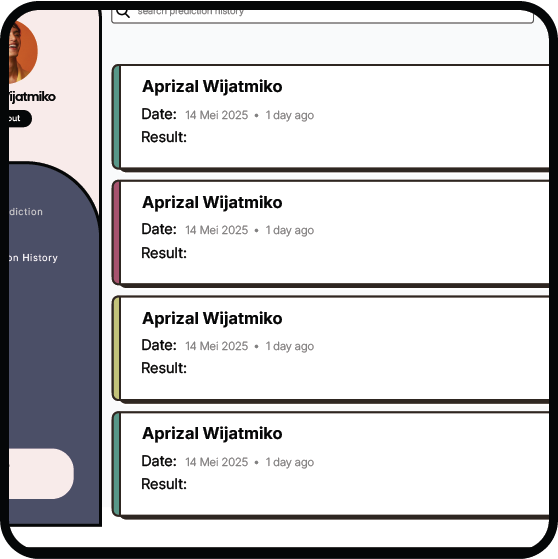 search prediction history
Wijatmiko
out
diction
on History
Aprizal Wijatmiko
Date: 14 Mei 2025 • 1 day ago
Result:
Aprizal Wijatmiko
Date: 14 Mei 2025 • 1 day ago
Result:
Aprizal Wijatmiko
Date: 14 Mei 2025 • 1 day ago
Result:
Aprizal Wijatmiko
Date: 14 Mei 2025 • 1 day ago
Result: